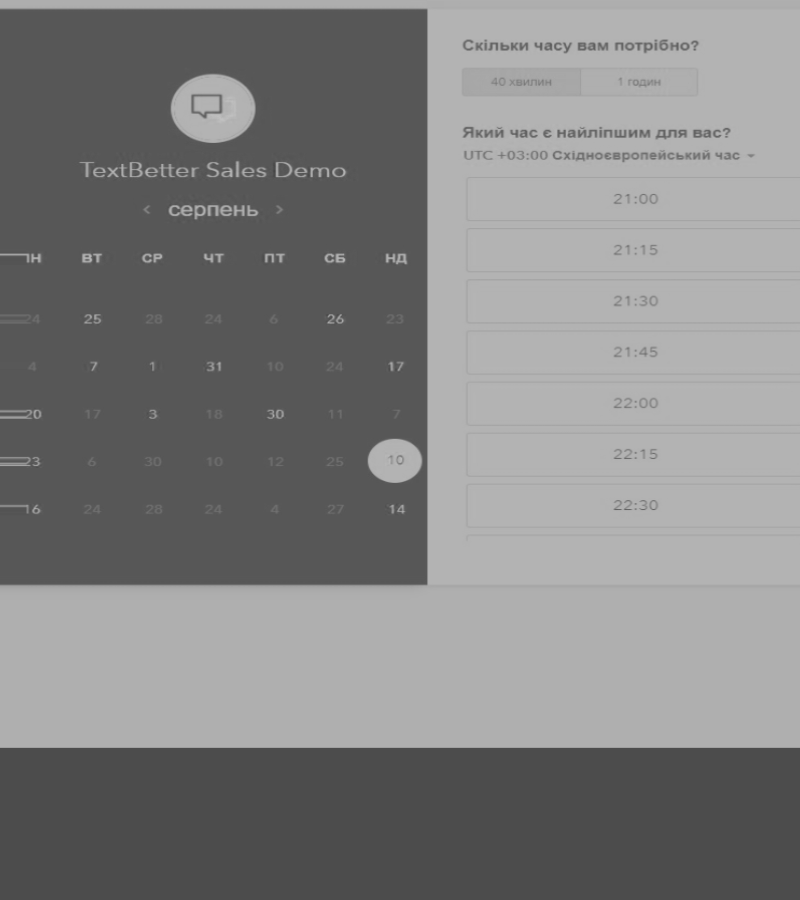 Скільки часу вам потрібно?
40 хвилин 1 годин
Який час є найліпшим для вас?
UTC +03:00 Східноєвропейський час
21:00
21:15
21:30
21:45
22:00
22:15
22:30
TextBetter Sales Demo
серпень
ВТ СР ЧТ ПТ СБ НД
24 25 28 24 6 26 23
4 7 1 31 10 24 17
20 17 3 18 30 11 7
23 6 30 10 12 25 10
16 24 28 24 4 27 14